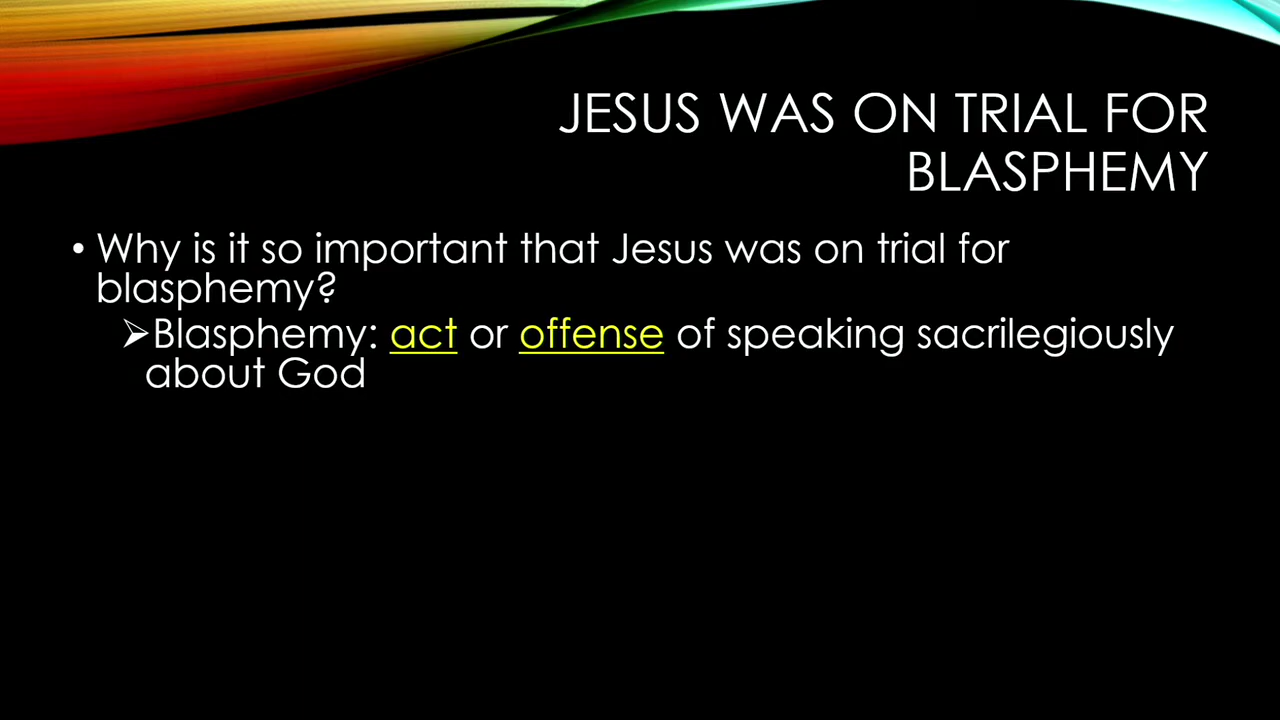 JESUS WAS ON TRIAL FOR
BLASPHEMY
• Why is it so important that Jesus was on trial for
blasphemy?
➢Blasphemy: act or offense of speaking sacrilegiously
about God